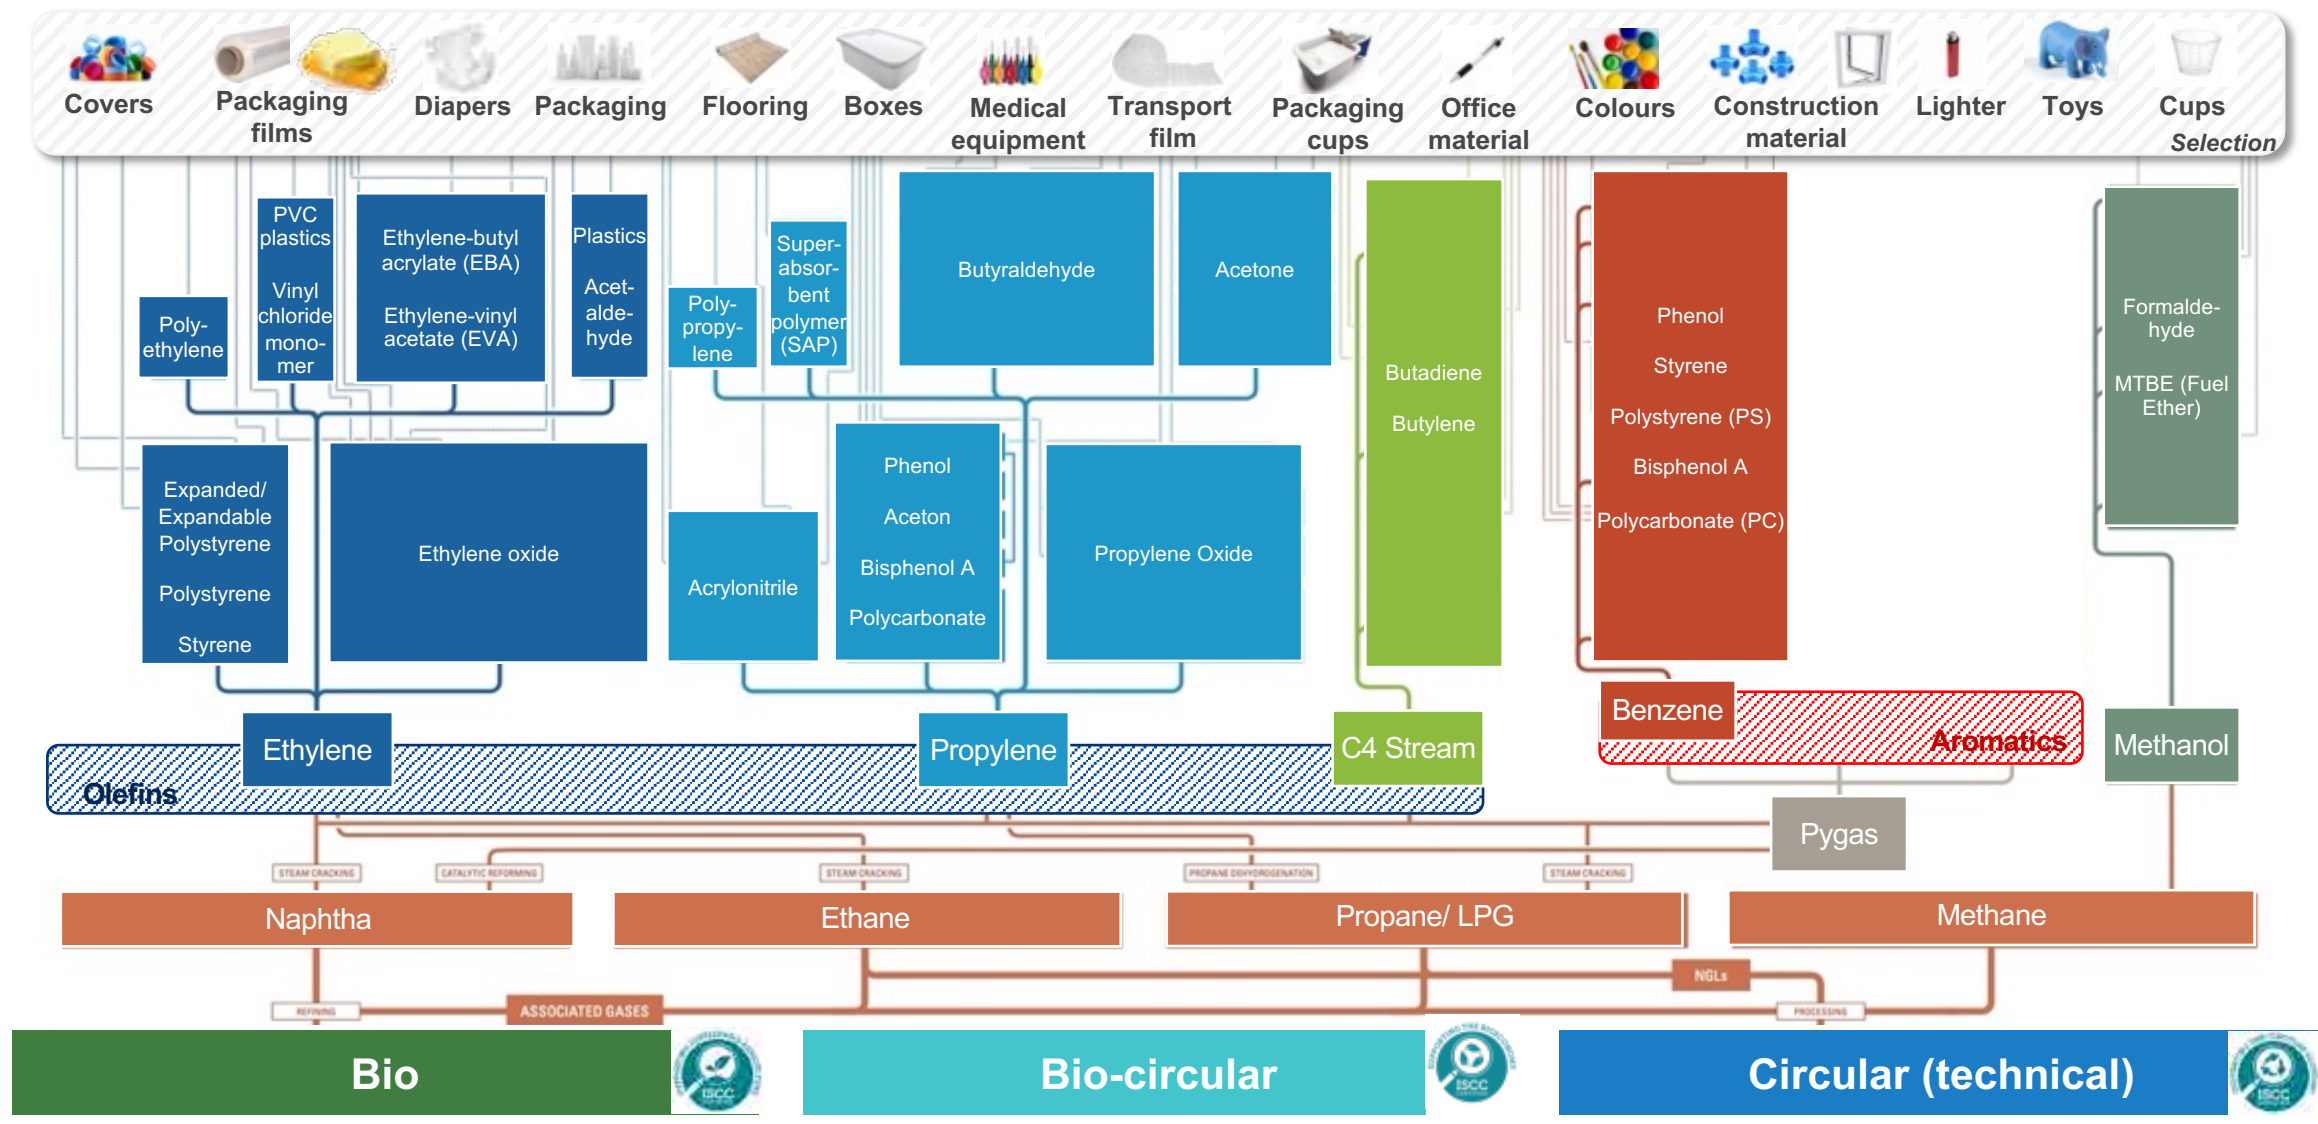 Covers
Packaging
films
Diapers
Packaging
Flooring
Boxes
Medical
equipment
Transport
film
Packaging
cups
Office
material
Colours
Construction
material
Lighter
Toys
Cups
Selection
Poly-
ethylene
PVC
plastics
Vinyl
chloride
mono-
mer
Ethylene-butyl
acrylate (EBA)
Ethylene-vinyl
acetate (EVA)
Plastics
Acet-
alde-
hyde
Poly-
propy-
lene
Super-
absor-
bent
polymer
(SAP)
Butyraldehyde
Acetone
Butadiene
Butylene
Phenol
Styrene
Polystyrene (PS)
Bisphenol A
Polycarbonate (PC)
Formalde-
hyde
MTBE (Fuel
Ether)
Expanded/
Expandable
Polystyrene
Polystyrene
Styrene
Ethylene oxide
Acrylonitrile
Phenol
Aceton
Bisphenol A
Polycarbonate
Propylene Oxide
Ethylene
Propylene
C4 Stream
Benzene
Aromatics
Methanol
Olefins
Pygas
STEAM CRACKING
CATALYTIC REFORMING
STEAM CRACKING
PROPANE DEHYDROGENATION
STEAM CRACKING
Naphtha
Ethane
Propane/ LPG
Methane
NGLs
REFINING
ASSOCIATED GASES
PROCESSING
Bio
ISCC
Bio-circular
ISCC
Circular (technical)
ISCC